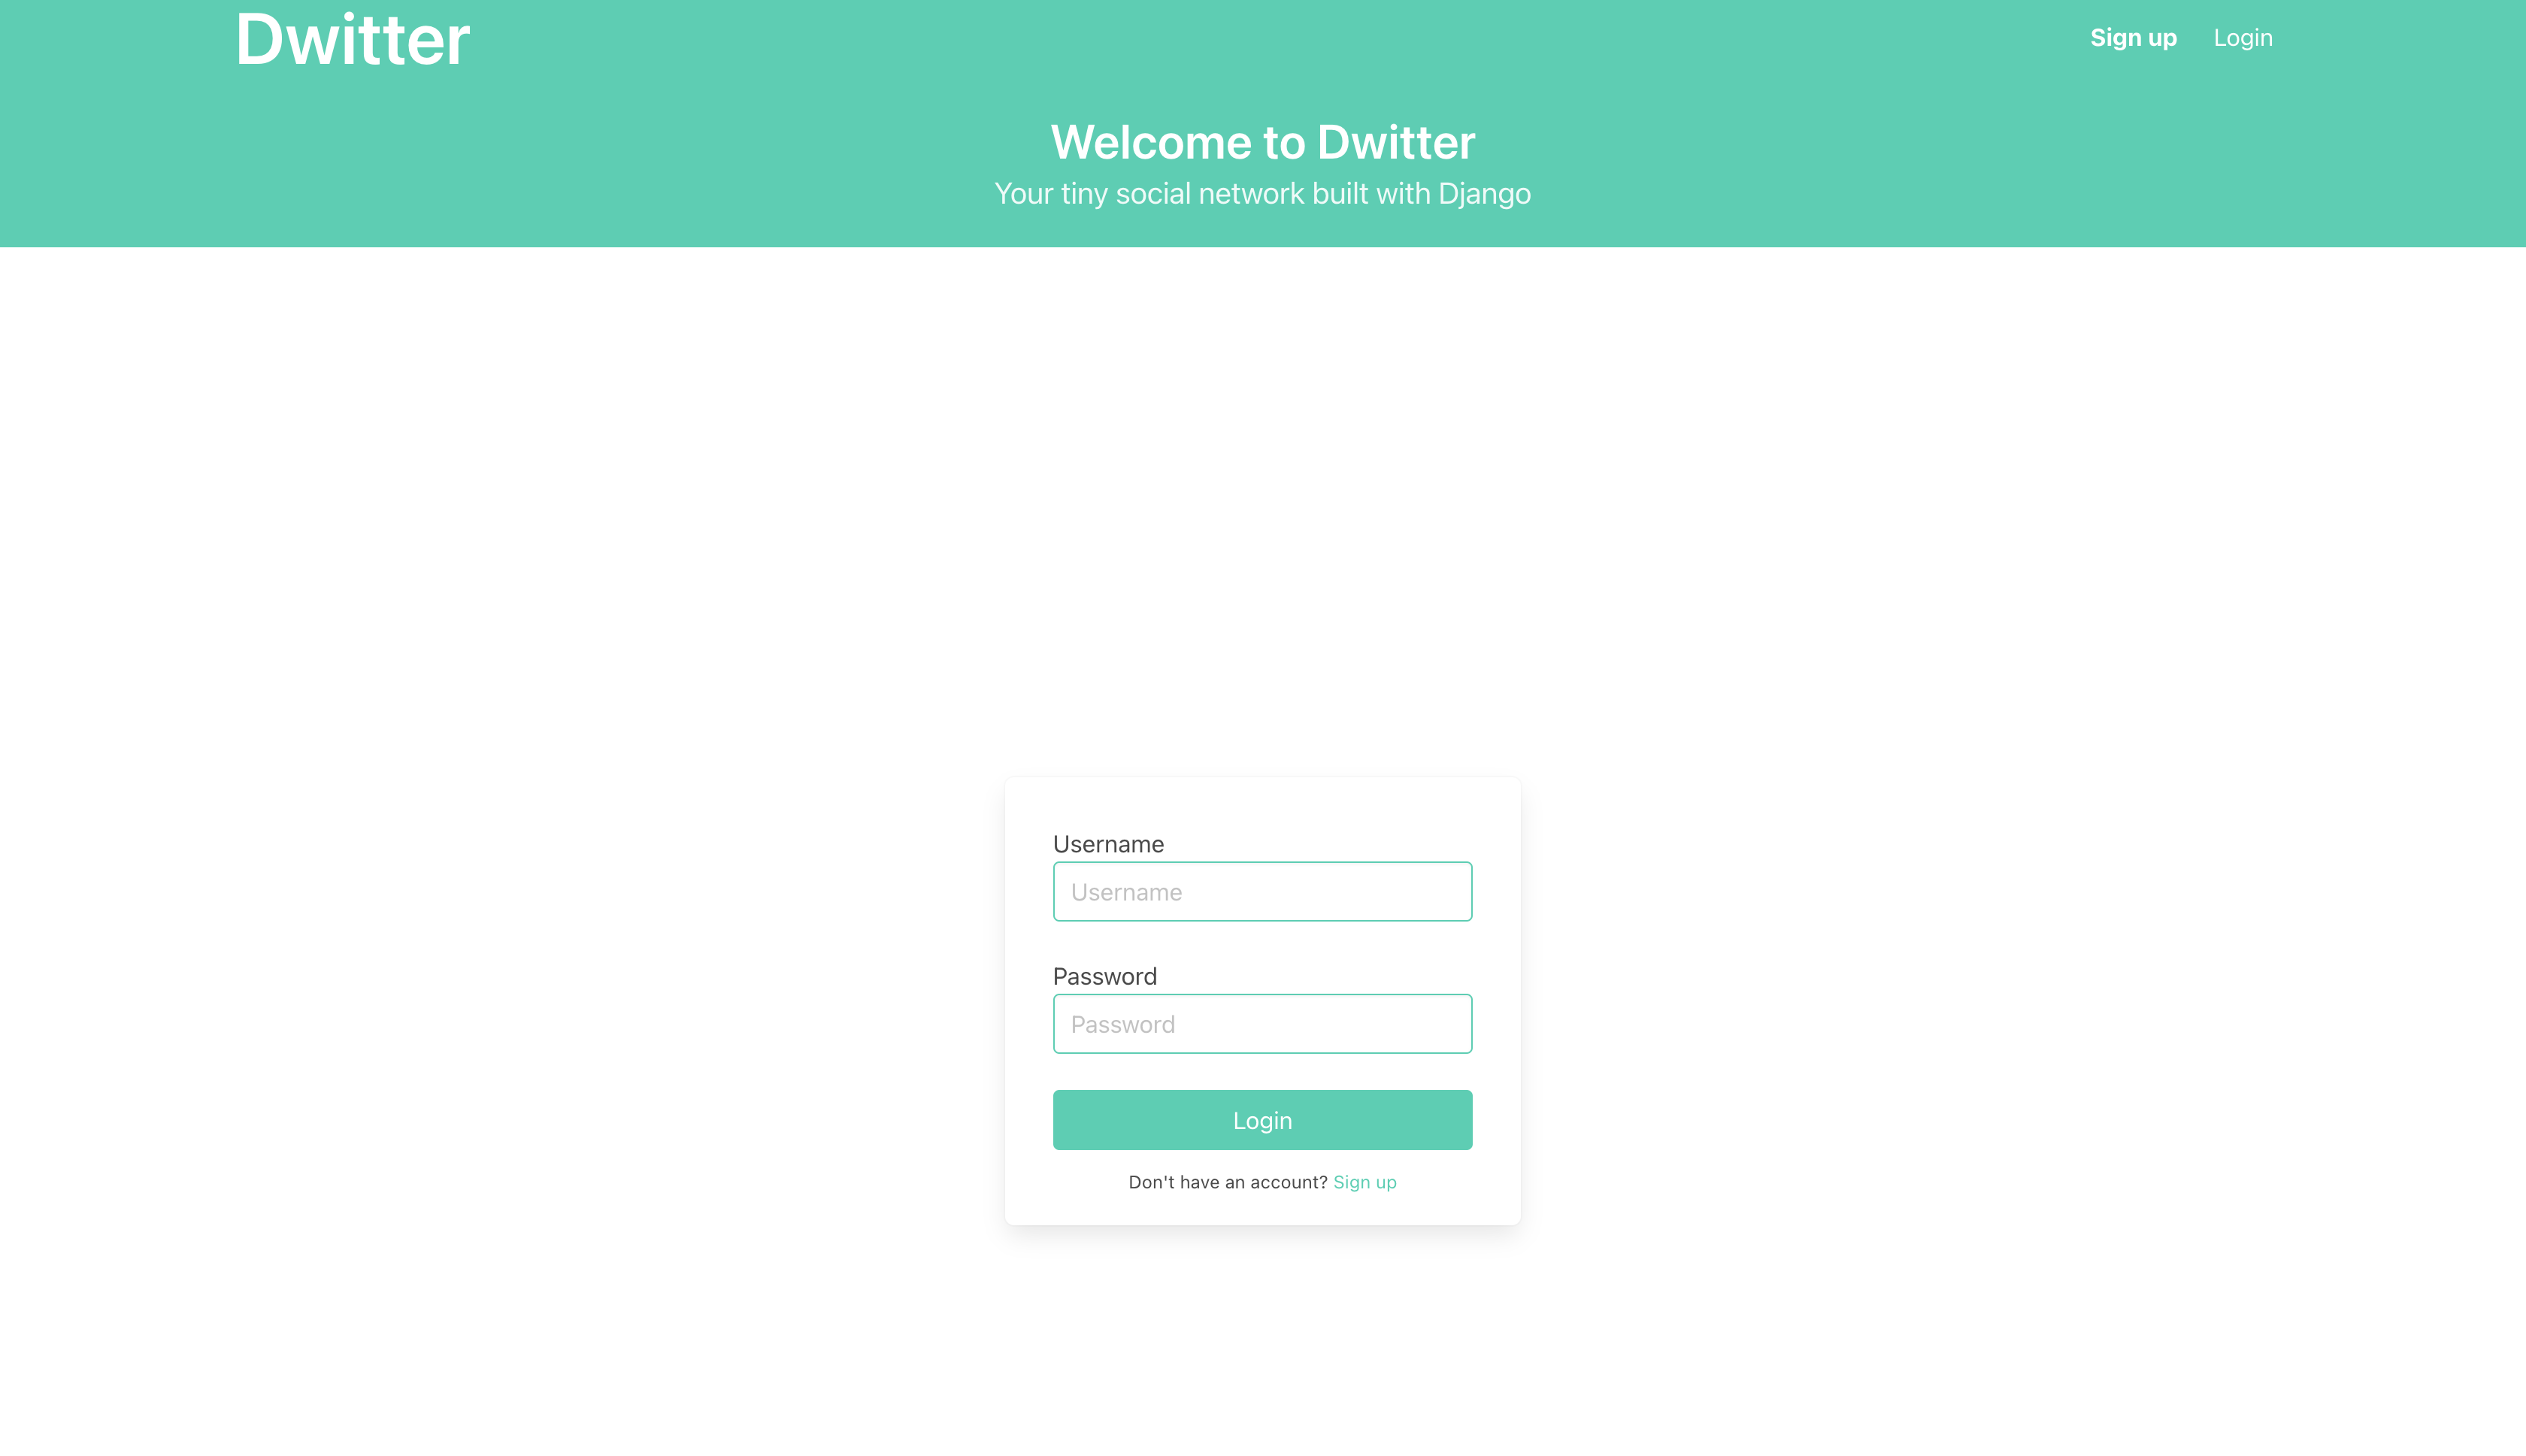 Dwitter
Sign up Login
Welcome to Dwitter
Your tiny social network built with Django
Username
Username
Password
Password
Login
Don't have an account? Sign up